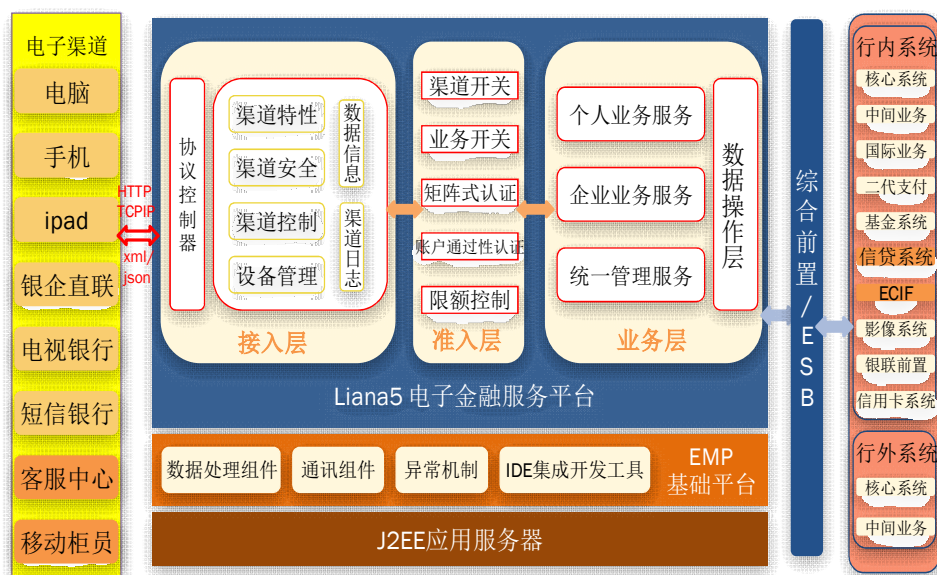 电子渠道
电脑
手机
ipad
银企直联
电视银行
短信银行
客服中心
移动柜员
HTTP
TCPIP
xml/
json
协议控制器
渠道特性
渠道安全
渠道控制
设备管理
数据信息
渠道日志
接入层
渠道开关
业务开关
矩阵式认证
账户通过性认证
限额控制
准入层
个人业务服务
企业业务服务
统一管理服务
数据操作层
业务层
Liana5 电子金融服务平台
数据处理组件
通讯组件
异常机制
IDE集成开发工具
EMP
基础平台
J2EE应用服务器
综合前置/ESB
行内系统
核心系统
中间业务
国际业务
二代支付
基金系统
信贷系统
ECIF
影像系统
银联前置
信用卡系统
行外系统
核心系统
中间业务